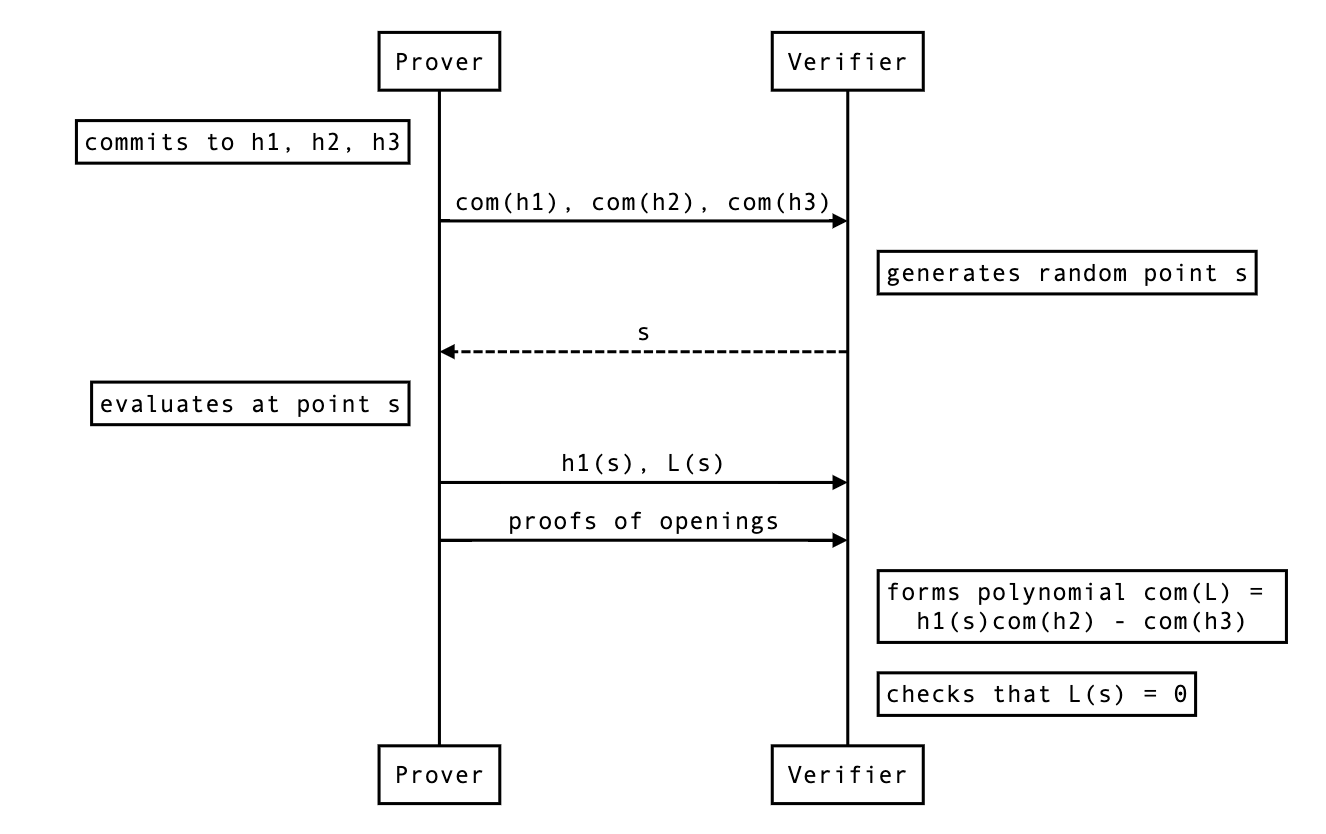 Prover
Verifier
commits to h1, h2, h3
com(h1), com(h2), com(h3)
generates random point s
s
evaluates at point s
h1(s), L(s)
proofs of openings
forms polynomial com(L) =
h1(s)com(h2) - com(h3)
checks that L(s) = 0
Prover
Verifier